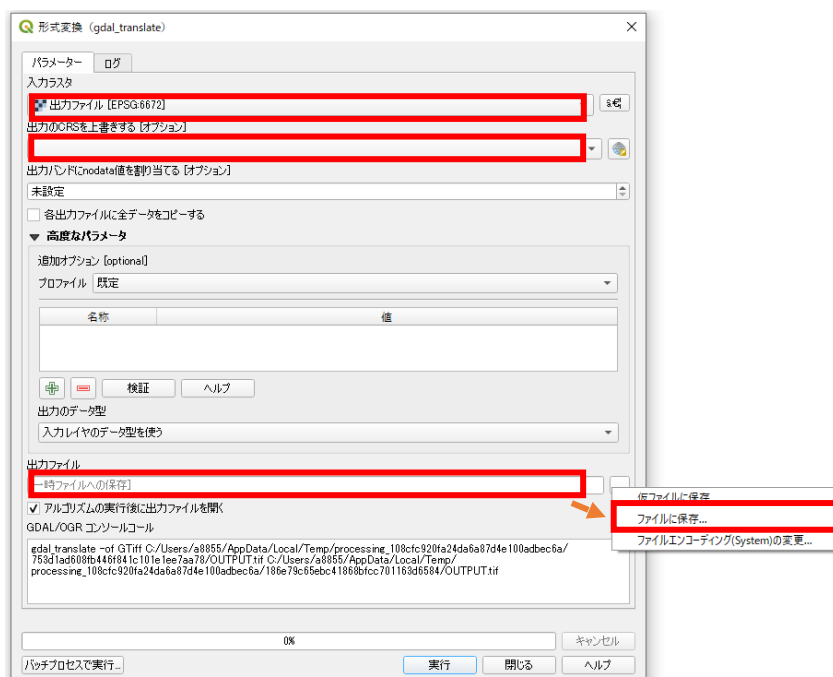 形式変換 (gdal_translate)
パラメーター ログ
入力ラスタ
出力ファイル [EPSG:6672]
出力のCRSを上書きする [オプション]
出力バンドにnodata値を割り当てる [オプション]
未設定
各出力ファイルに全データをコピーする
▼ 高度なパラメータ
追加オプション [optional]
プロファイル 既定
名称 値
検証 ヘルプ
出力のデータ型
入力レイヤのデータ型を使う
出力ファイル
一時ファイルへの保存]
仮ファイルに保存
ファイルに保存...
ファイルエンコーディング(System)の変更...
アルゴリズムの実行後に出力ファイルを開く
GDAL/OGR コンソールコール
gdal_translate -of GTiff C:/Users/a8855/AppData/Local/Temp/processing_108cfc920fa24da6a87d4e100adbec6a/
753d1ad608fb446f841c101e1ee7aa78/OUTPUT.tif C:/Users/a8855/AppData/Local/Temp/
processing_108cfc920fa24da6a87d4e100adbec6a/186e79c65ebc41868bfcc701163d6584/OUTPUT.tif
0% キャンセル
バッチプロセスで実行... 実行 閉じる ヘルプ